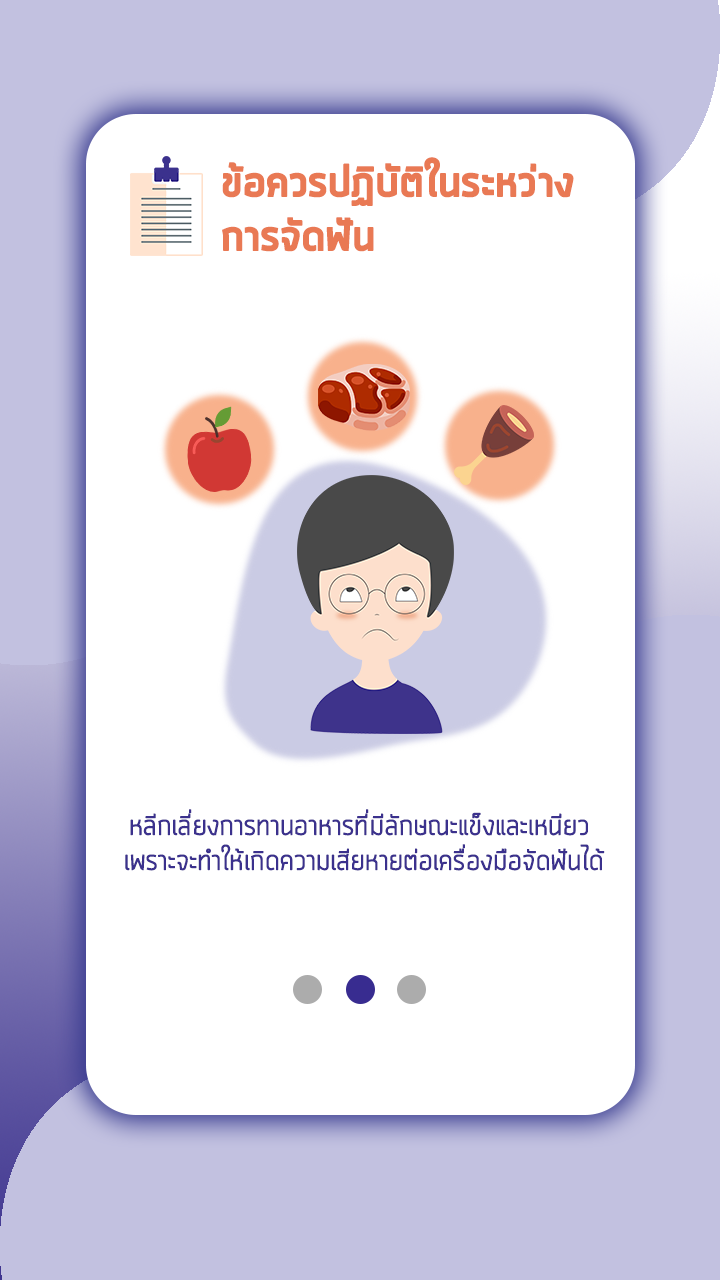 ข้อควรปฏิบัติในระหว่าง
การจัดฟัน
หลีกเลี่ยงการทานอาหารที่มีลักษณะแข็งและเหนียว
เพราะจะทำให้เกิดความเสียหายต่อเครื่องมือจัดฟันได้